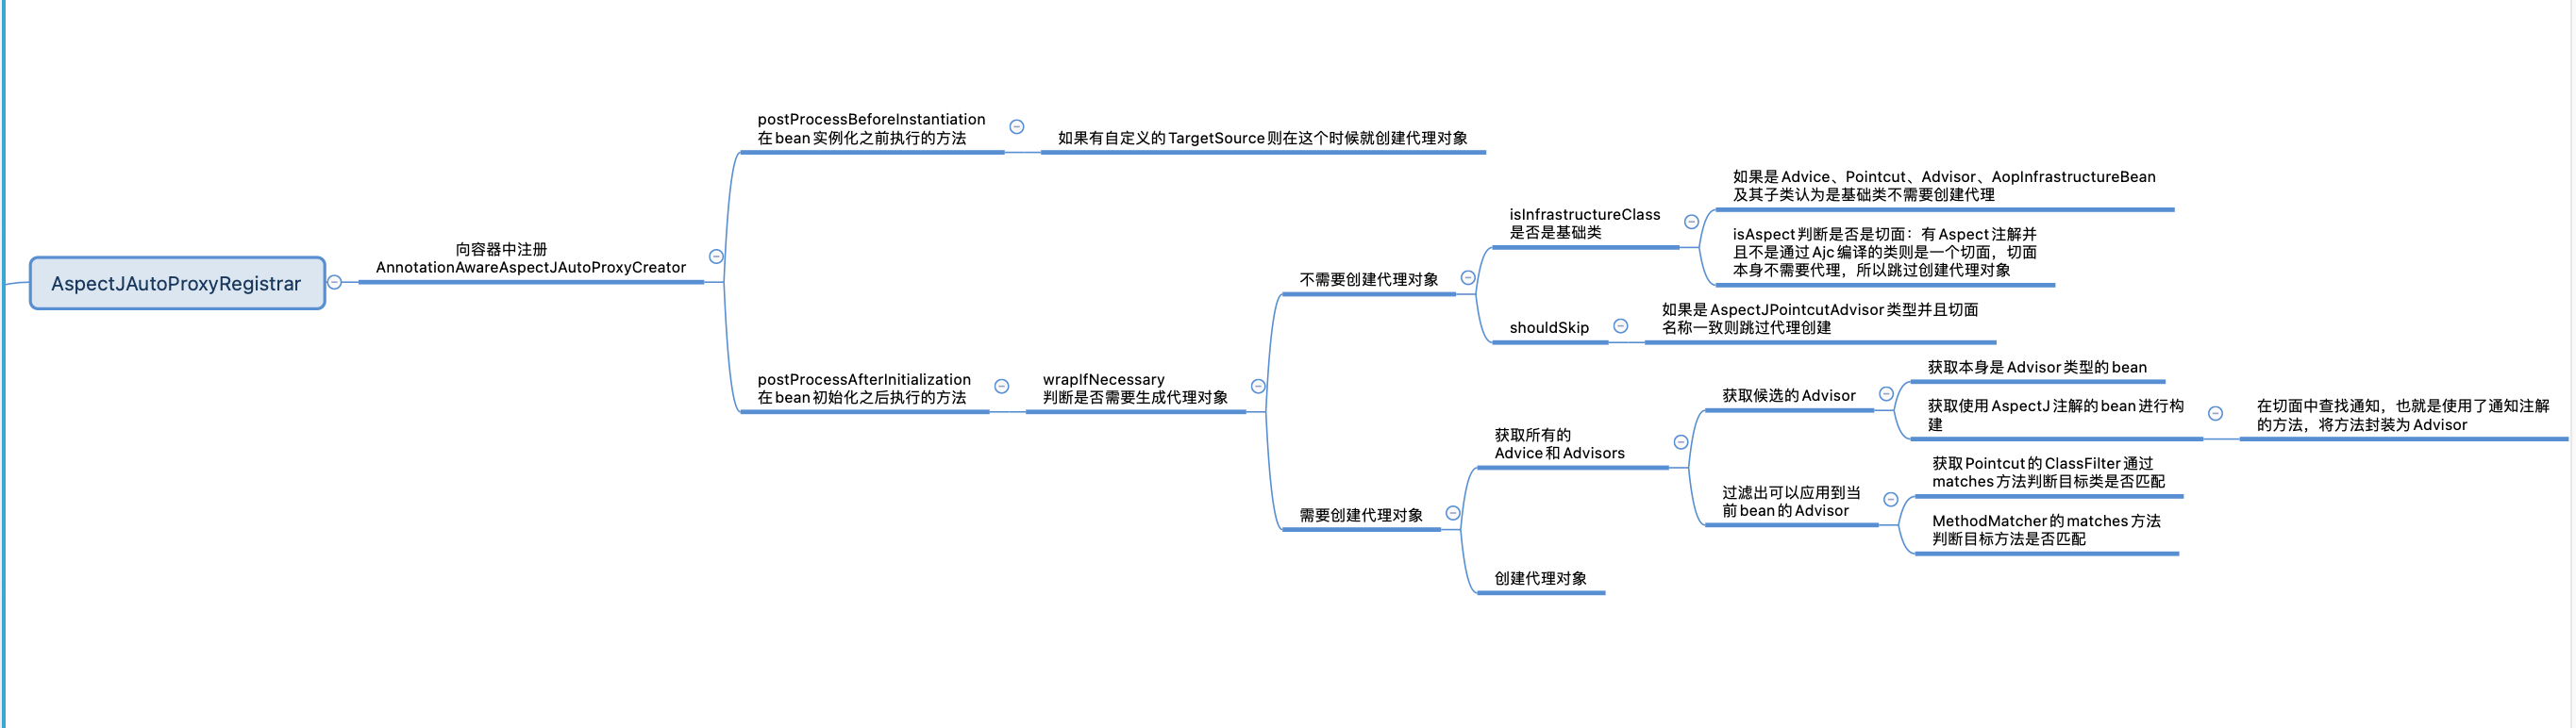 AspectJAutoProxyRegistrar
向容器中注册
AnnotationAwareAspectJAutoProxyCreator
postProcessBeforeInstantiation
在bean实例化之前执行的方法
如果有自定义的TargetSource则在这个时候就创建代理对象
postProcessAfterInitialization
在bean初始化之后执行的方法
wrapIfNecessary
判断是否需要生成代理对象
不需要创建代理对象
isInfrastructureClass
是否是基础类
如果是Advice、Pointcut、Advisor、AopInfrastructureBean
及其子类认为是基础类不需要创建代理
isAspect判断是否是切面：有Aspect注解并
且不是通过Ajc编译的类则是一个切面，切面
本身不需要代理，所以跳过创建代理对象
shouldSkip
如果是AspectJPointcutAdvisor类型并且切面
名称一致则跳过代理创建
需要创建代理对象
获取所有的
Advice和Advisors
获取候选的Advisor
获取本身是Advisor类型的bean
获取使用AspectJ注解的bean进行构
建
在切面中查找通知，也就是使用了通知注解
的方法，将方法封装为Advisor
过滤出可以应用到当
前bean的Advisor
获取Pointcut的ClassFilter通过
matches方法判断目标类是否匹配
MethodMatcher的matches方法
判断目标方法是否匹配
创建代理对象